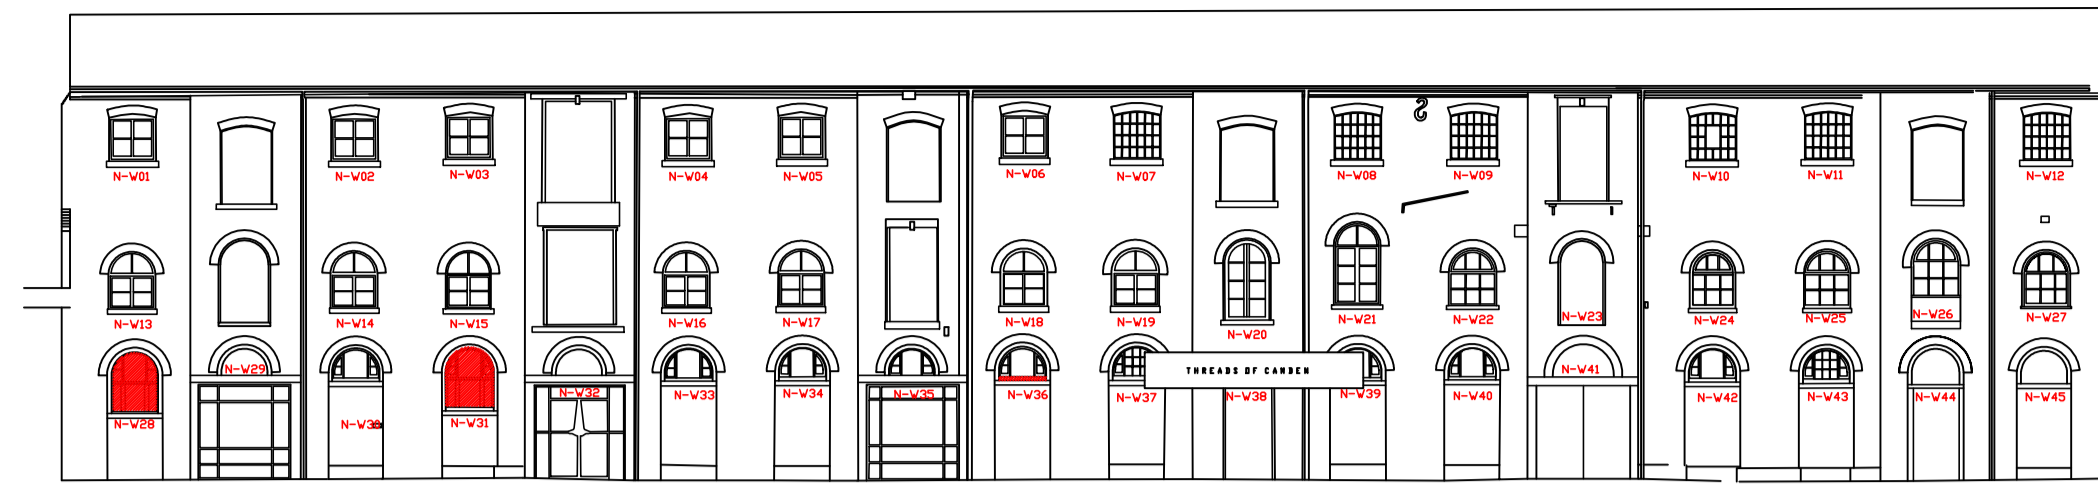 N-W01 N-W02 N-W03 N-W04 N-W05 N-W06 N-W07 N-W08 N-W09 N-W10 N-W11 N-W12
N-W13 N-W14 N-W15 N-W16 N-W17 N-W18 N-W19 N-W20 N-W21 N-W22 N-W23 N-W24 N-W25 N-W26 N-W27
THREADS OF CAMDEN
N-W28 N-W29 N-W30 N-W31 N-W32 N-W33 N-W34 N-W35 N-W36 N-W37 N-W38 N-W39 N-W40 N-W41 N-W42 N-W43 N-W44 N-W45